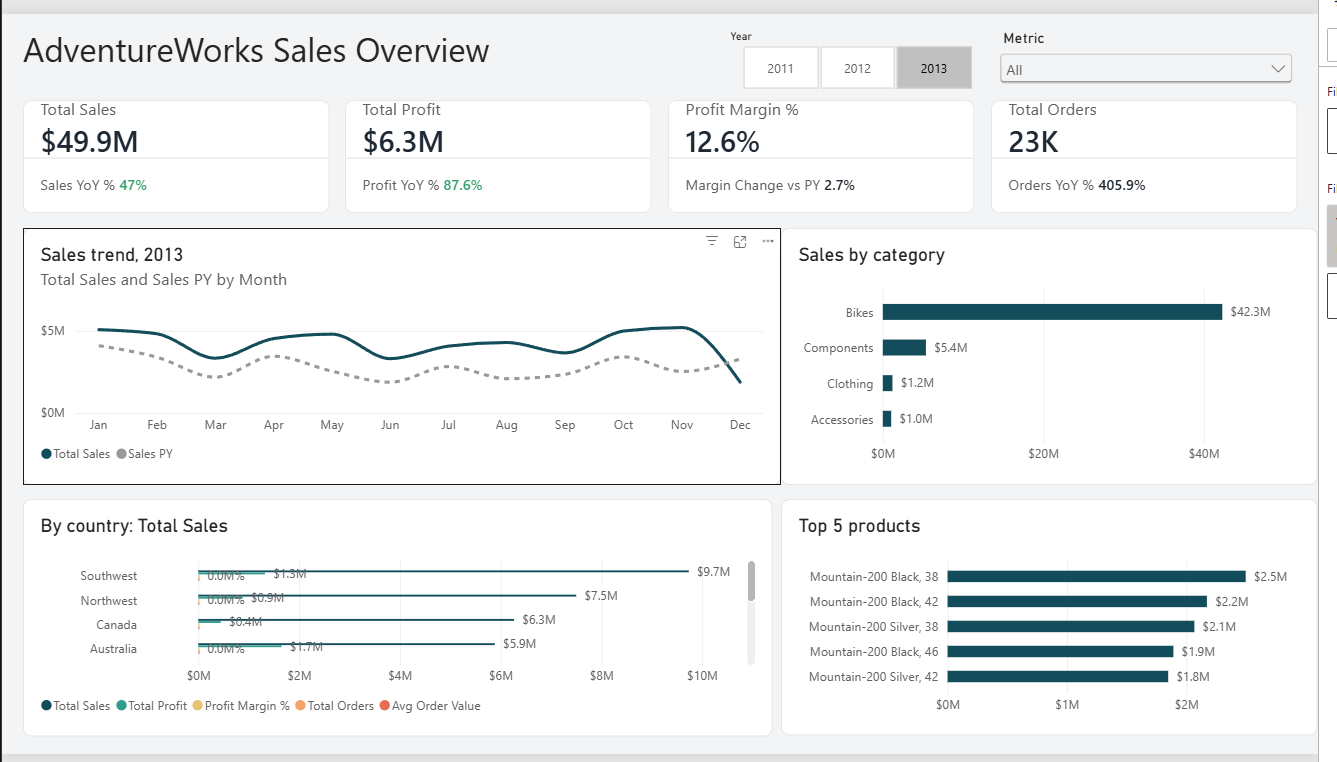 AdventureWorks Sales Overview
Year
2011 2012 2013
Metric
All
Total Sales
$49.9M
Sales YoY % 47%
Total Profit
$6.3M
Profit YoY % 87.6%
Profit Margin %
12.6%
Margin Change vs PY 2.7%
Total Orders
23K
Orders YoY % 405.9%
Sales trend, 2013
Total Sales and Sales PY by Month
$5M
$0M
Jan Feb Mar Apr May Jun Jul Aug Sep Oct Nov Dec
Total Sales Sales PY
Sales by category
Bikes $42.3M
Components $5.4M
Clothing $1.2M
Accessories $1.0M
$0M $20M $40M
By country: Total Sales
Southwest $1.3M $9.7M
Northwest $0.9M $7.5M
Canada $0.4M $6.3M
Australia $1.7M $5.9M
$0M $2M $4M $6M $8M $10M
Total Sales Total Profit Profit Margin % Total Orders Avg Order Value
Top 5 products
Mountain-200 Black, 38 $2.5M
Mountain-200 Black, 42 $2.2M
Mountain-200 Silver, 38 $2.1M
Mountain-200 Black, 46 $1.9M
Mountain-200 Silver, 42 $1.8M
$0M $1M $2M